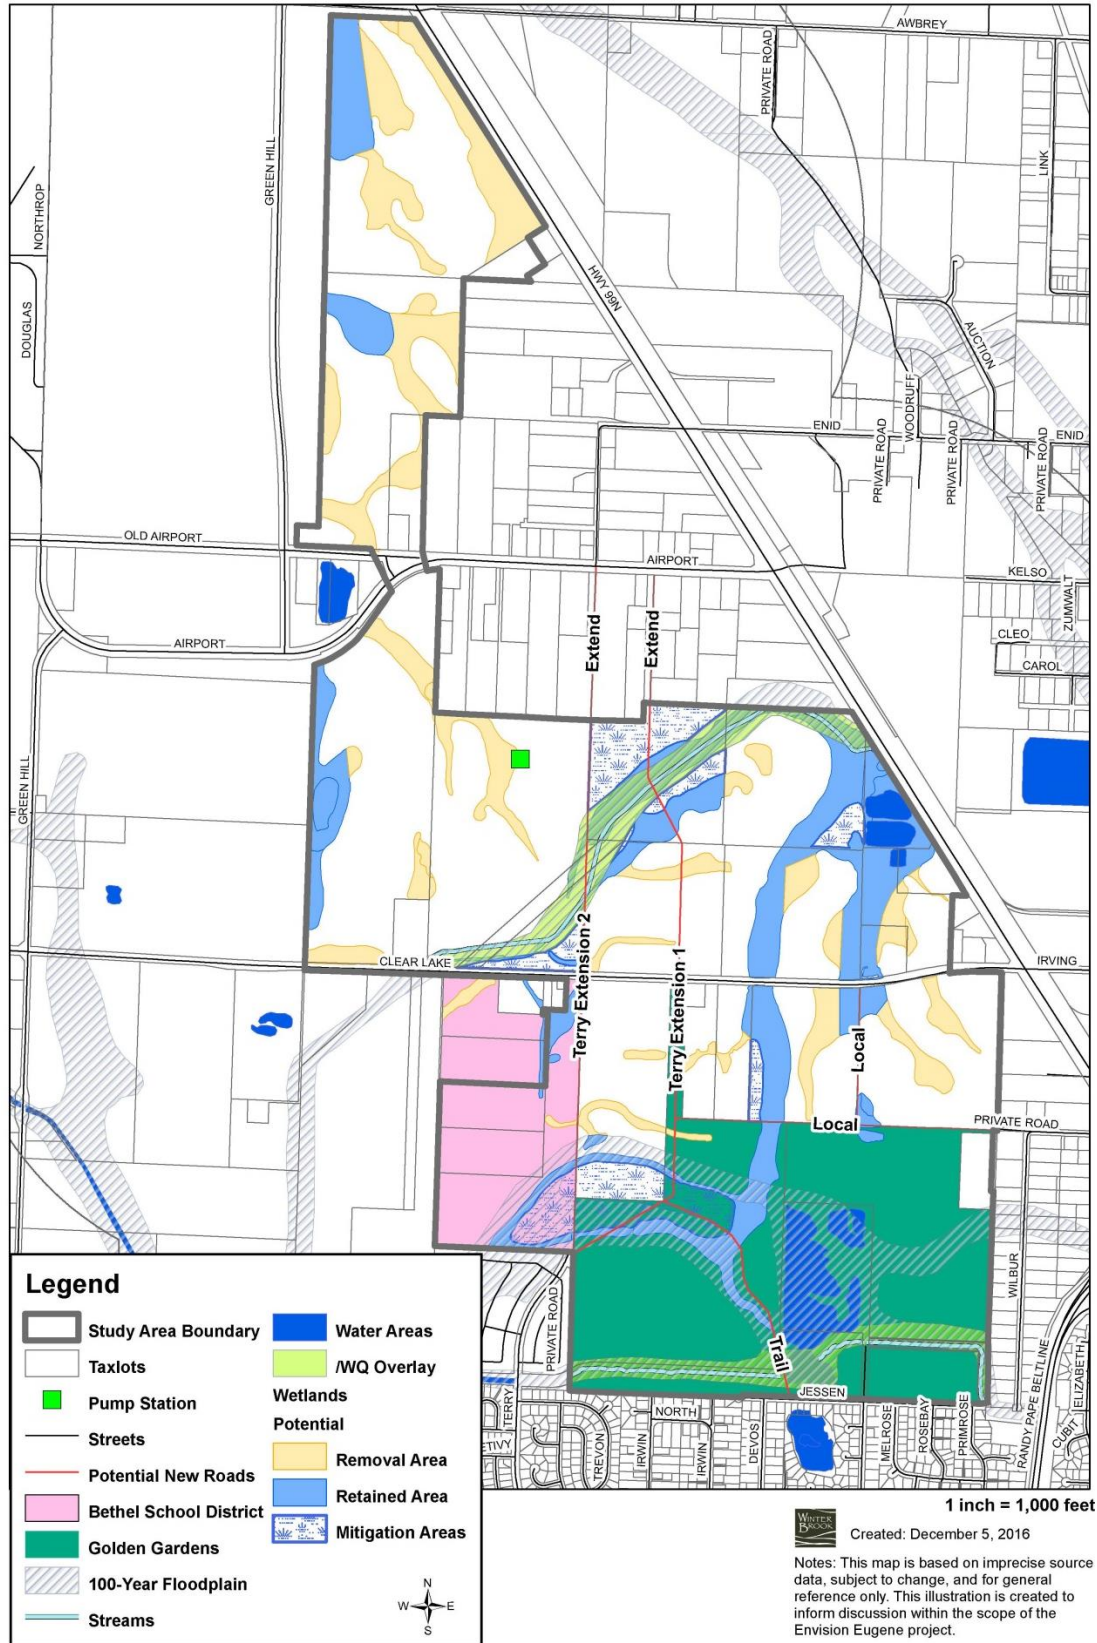 AWBREY
PRIVATE ROAD
LINK
GREEN HILL
NORTHROP
DOUGLAS
HWY 99N
AUCTION
WOODRUFF
ENID
ENID
PRIVATE ROAD
PRIVATE ROAD
PRIVATE ROAD
OLD AIRPORT
AIRPORT
KELSO
ZUMWALT
CLEO
CAROL
AIRPORT
Extend
Extend
GREEN HILL
CLEAR LAKE
IRVING
Terry Extension 2
Terry Extension 1
Local
Local
PRIVATE ROAD
WILBUR
PRIVATE ROAD
Trail
JESSEN
RANDY PAPE BELTLINE
ELIZABETH
CUBIT
TERRY
ETIVY
TREVON
NORTH
IRWIN
IRWIN
DEVOS
MELROSE
ROSEBAY
PRIMROSE
Legend
Study Area Boundary
Taxlots
Pump Station
Streets
Potential New Roads
Bethel School District
Golden Gardens
100-Year Floodplain
Streams
Water Areas
/WQ Overlay
Wetlands
Potential
Removal Area
Retained Area
Mitigation Areas
N
W E
S
1 inch = 1,000 feet
WINTER
BROOK
Created: December 5, 2016
Notes: This map is based on imprecise source
data, subject to change, and for general
reference only. This illustration is created to
inform discussion within the scope of the
Envision Eugene project.